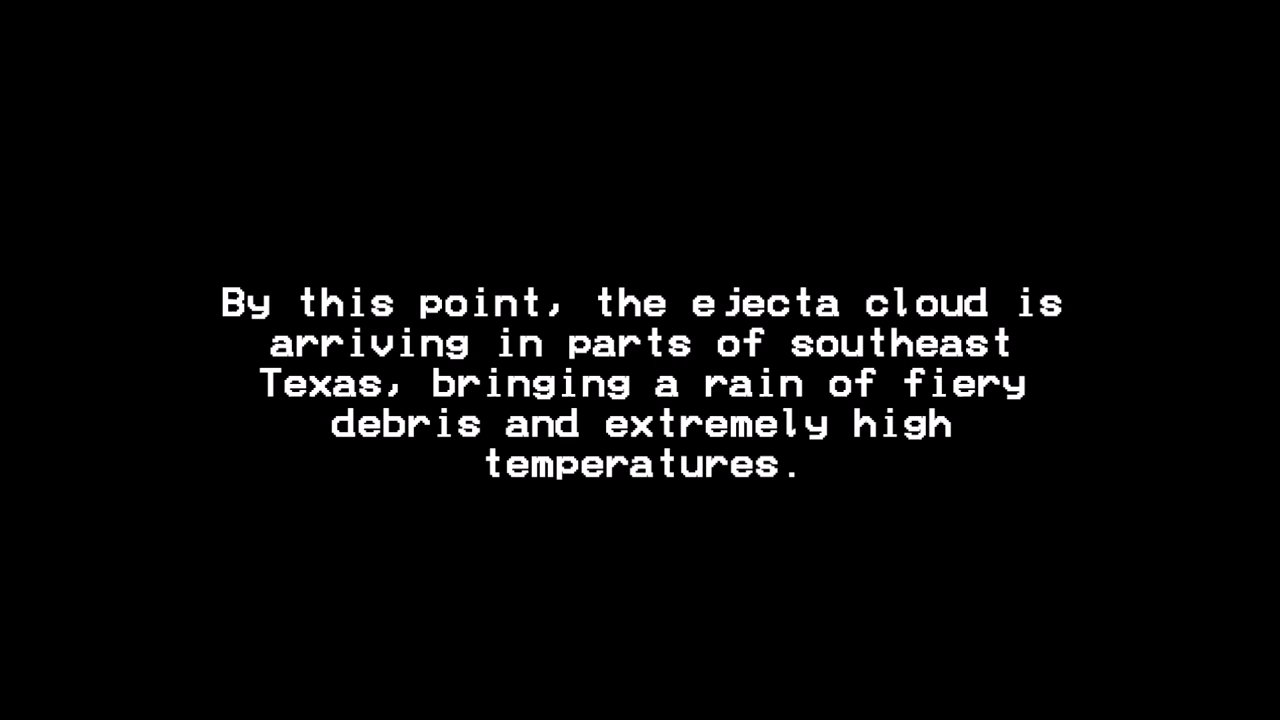 By this point, the ejecta cloud is
arriving in parts of southeast
Texas, bringing a rain of fiery
debris and extremely high
temperatures.